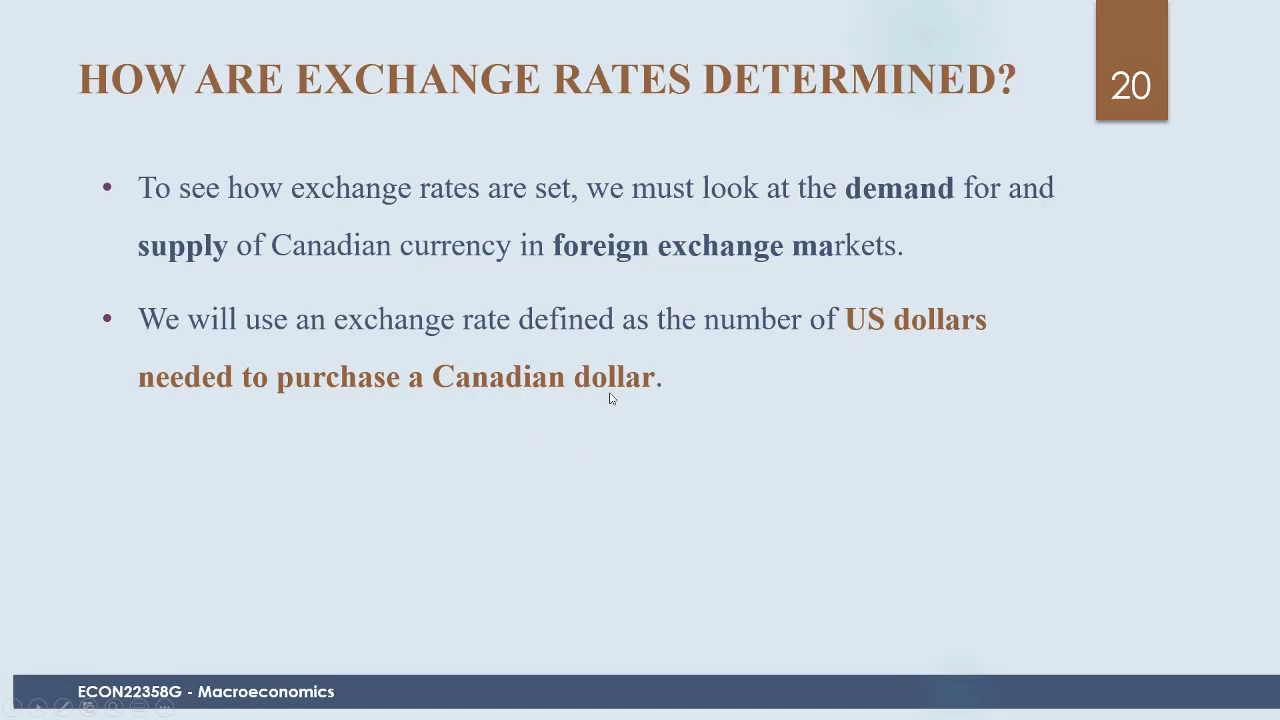 HOW ARE EXCHANGE RATES DETERMINED?
20
• To see how exchange rates are set, we must look at the demand for and
supply of Canadian currency in foreign exchange markets.
• We will use an exchange rate defined as the number of US dollars
needed to purchase a Canadian dollar.
ECON22358G - Macroeconomics